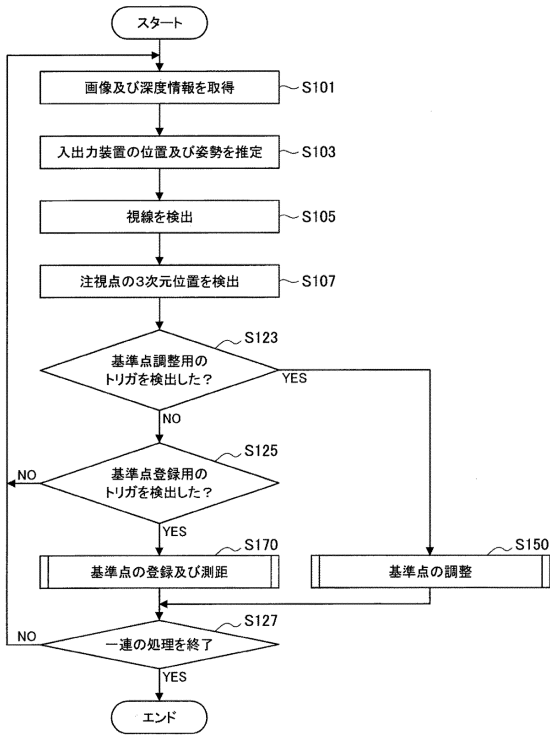 スタート
画像及び深度情報を取得
S101
入出力装置の位置及び姿勢を推定
S103
視線を検出
S105
注視点の3次元位置を検出
S107
S123
基準点調整用の
トリガを検出した?
YES
NO
S125
基準点登録用の
トリガを検出した?
NO
YES
S170
基準点の登録及び測距
S150
基準点の調整
S127
一連の処理を終了
NO
YES
エンド